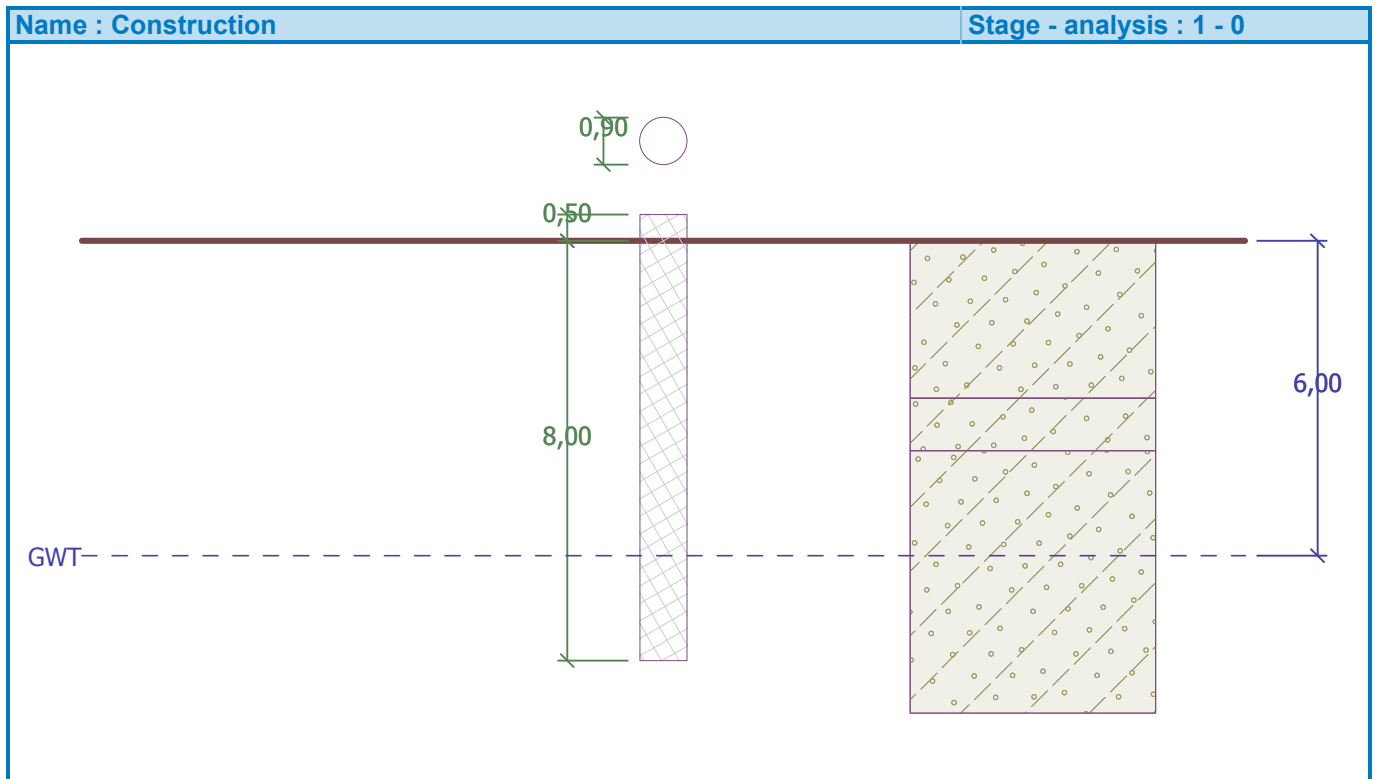 Name : Construction
Stage - analysis : 1 - 0
0,90
0,50
6,00
8,00
GWT